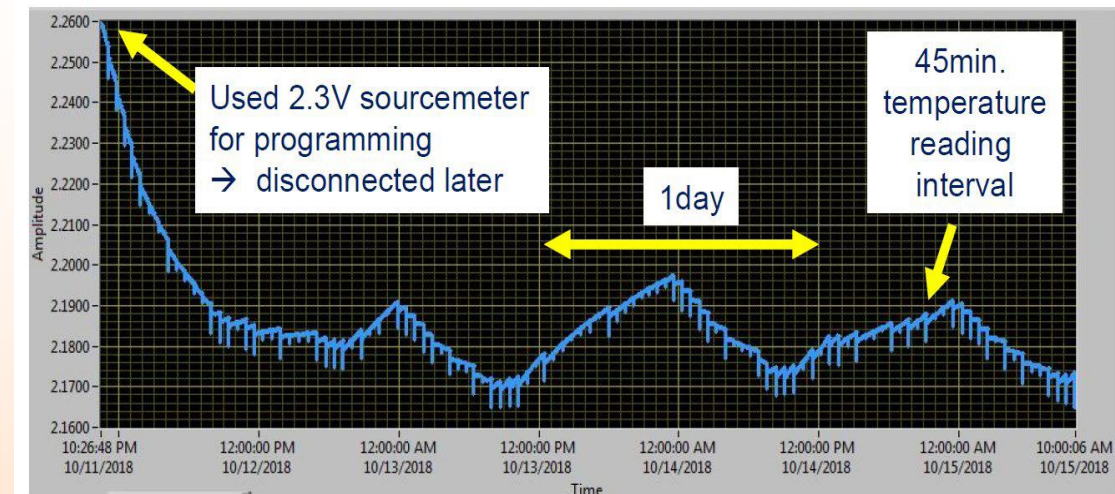 2.2600
2.2500
2.2400
2.2300
2.2200
2.2100
2.2000
2.1900
2.1800
2.1700
2.1600
Amplitude
Used 2.3V sourcemeter
for programming
→ disconnected later
1day
45min.
temperature
reading
interval
10:26:48 PM
10/11/2018
12:00:00 PM
10/12/2018
12:00:00 AM
10/13/2018
12:00:00 PM
10/13/2018
12:00:00 AM
10/14/2018
12:00:00 PM
10/14/2018
12:00:00 AM
10/15/2018
10:00:06 AM
10/15/2018
Time